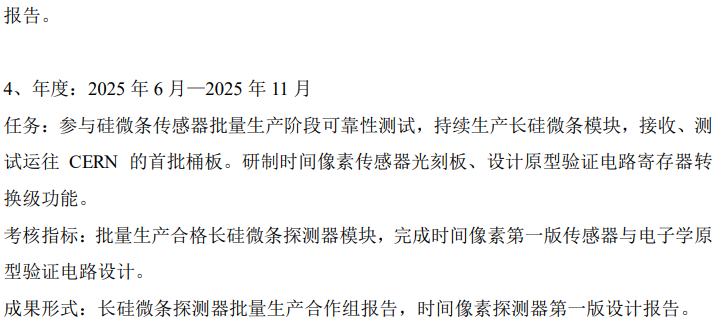 报告。
4、年度：2025 年 6 月—2025 年 11 月
任务：参与硅微条传感器批量生产阶段可靠性测试，持续生产长硅微条模块，接收、测
试运往 CERN 的首批桶板。研制时间像素传感器光刻板、设计原型验证电路寄存器转
换级功能。
考核指标：批量生产合格长硅微条探测器模块，完成时间像素第一版传感器与电子学原
型验证电路设计。
成果形式：长硅微条探测器批量生产合作组报告，时间像素探测器第一版设计报告。